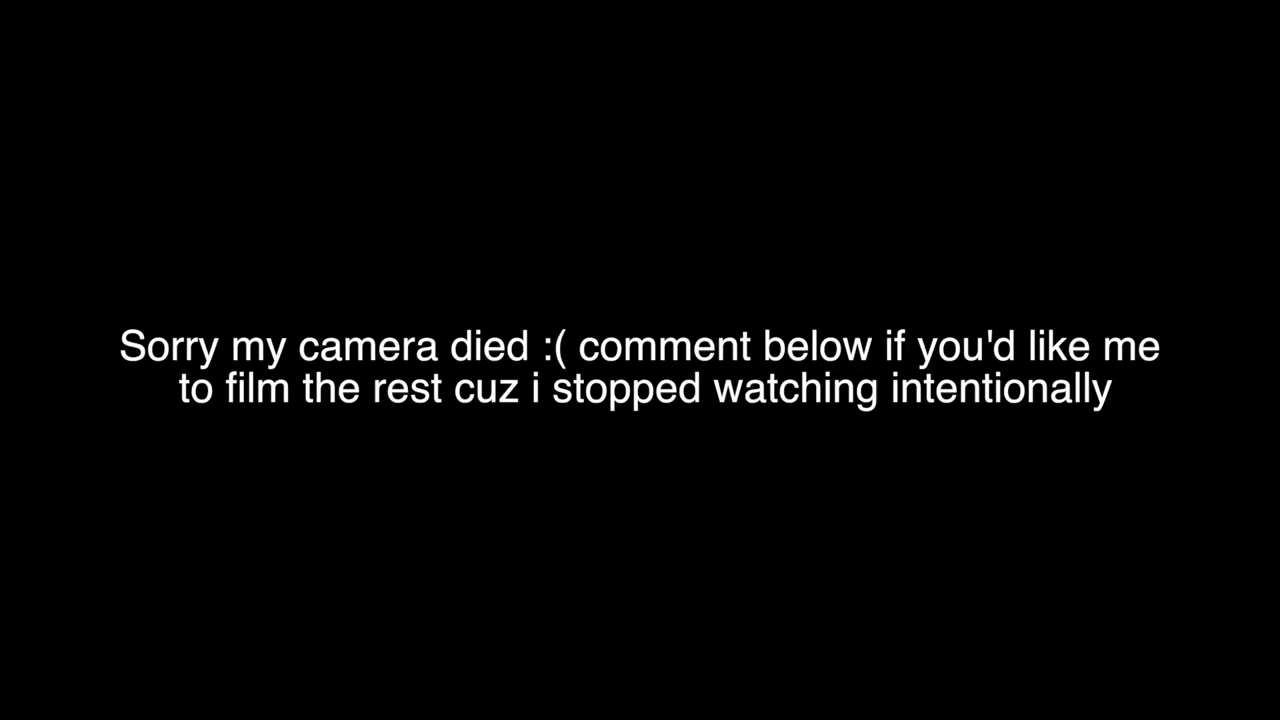 Sorry my camera died :( comment below if you'd like me
to film the rest cuz i stopped watching intentionally